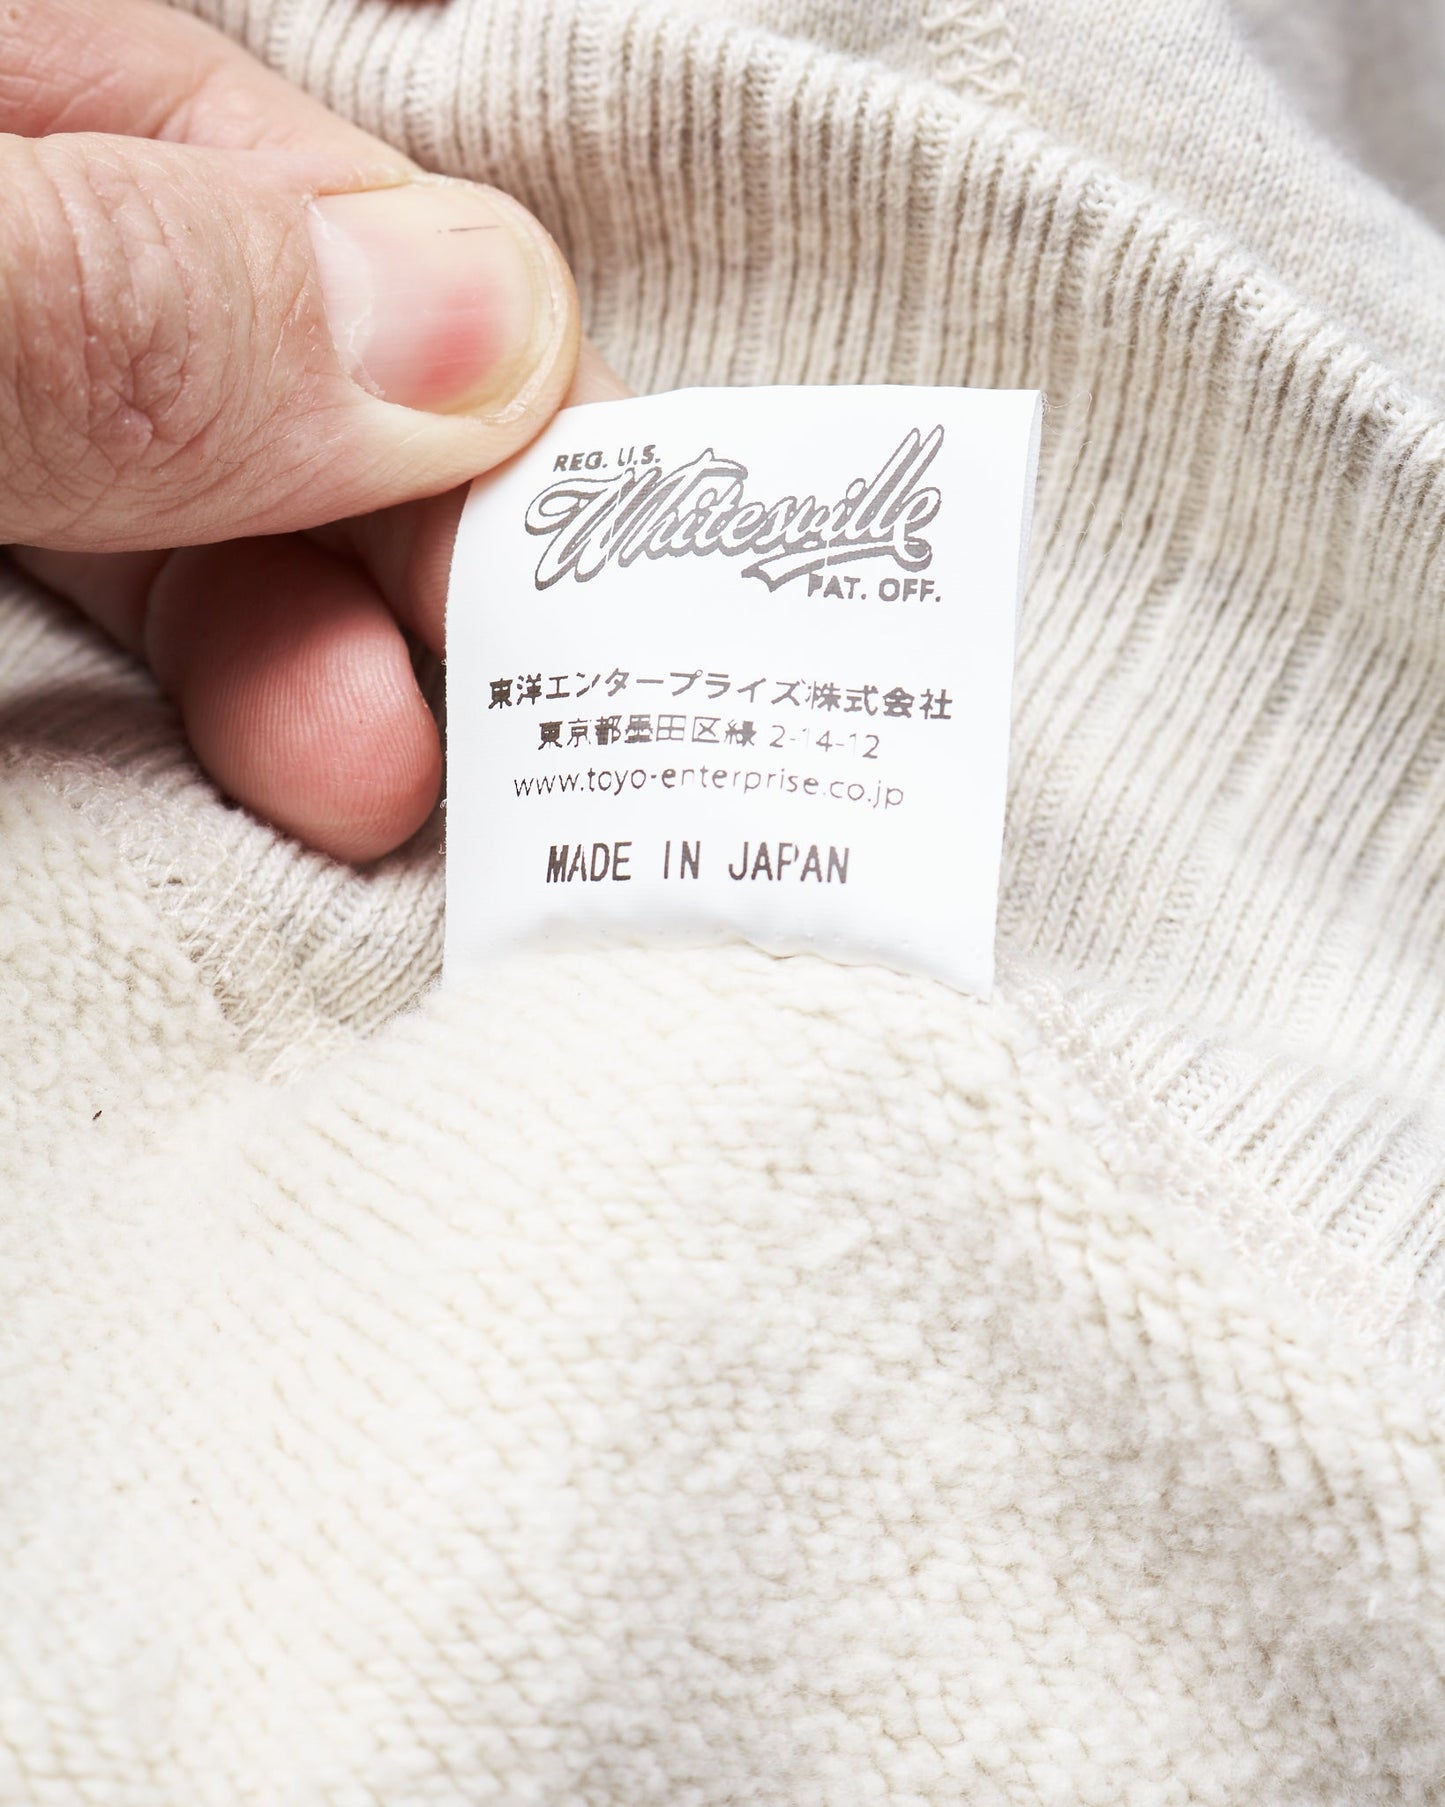 REG. U.S.
Whitesville
PAT. OFF.
東洋エンタープライズ株式会社
東京都墨田区緑 2-14-12
www.toyo-enterprise.co.jp
MADE IN JAPAN